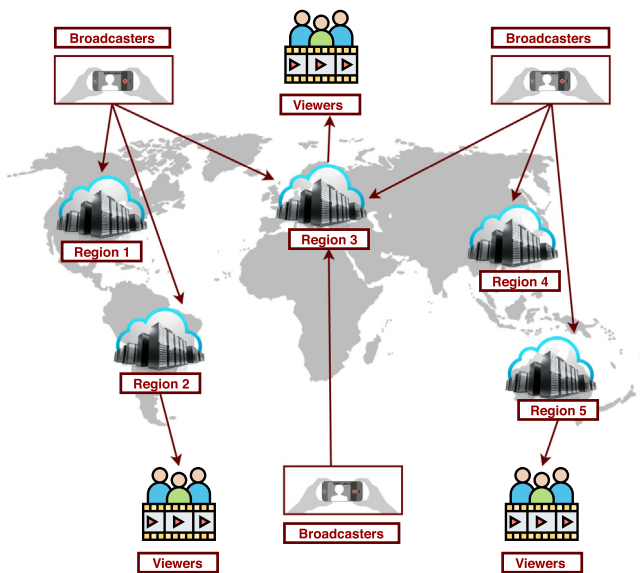 Broadcasters
Broadcasters
Viewers
Region 1
Region 3
Region 4
Region 2
Region 5
Broadcasters
Viewers
Viewers